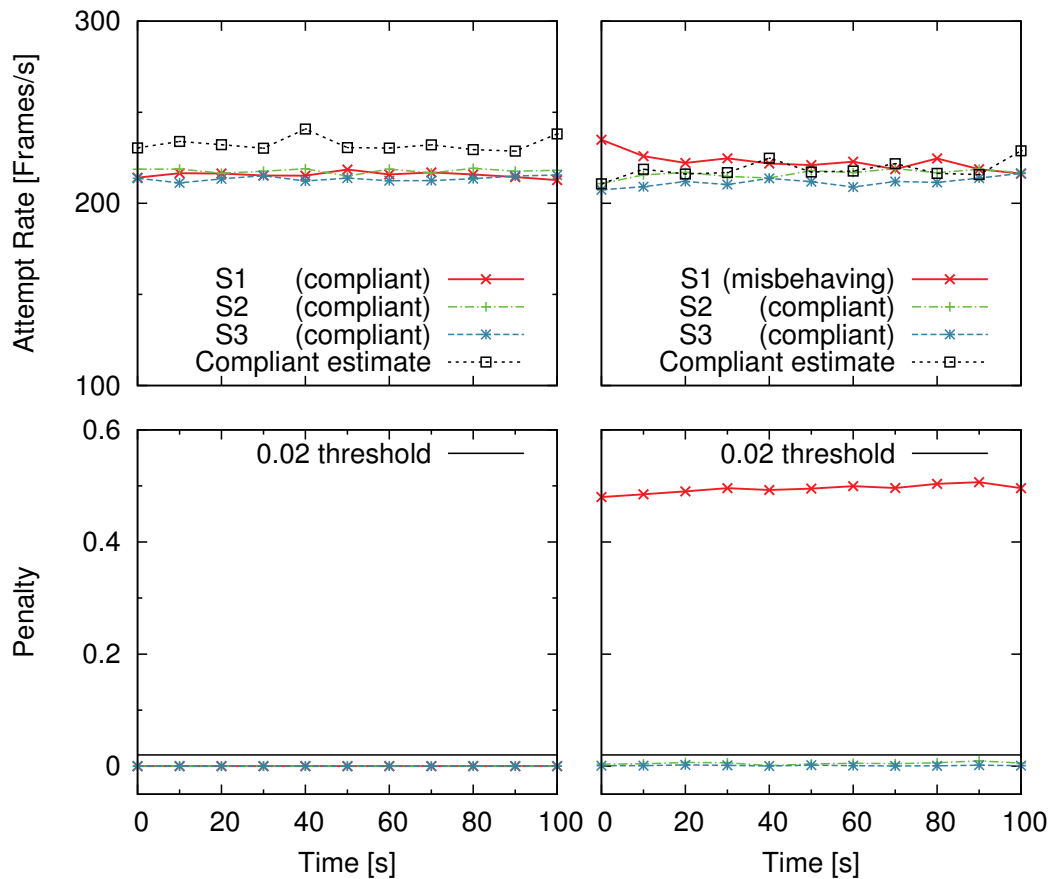 300
200
100
Attempt Rate [Frames/s]
S1 (compliant)
S2 (compliant)
S3 (compliant)
Compliant estimate
S1 (misbehaving)
S2 (compliant)
S3 (compliant)
Compliant estimate
0.6
0.4
0.2
0
Penalty
0.02 threshold
0.02 threshold
0 20 40 60 80 100
0 20 40 60 80 100
Time [s]
Time [s]